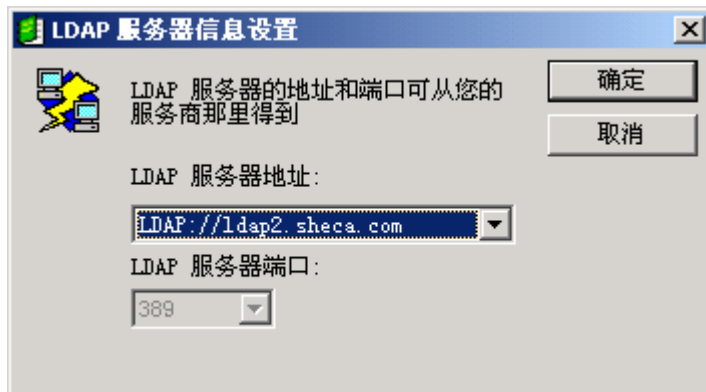 LDAP 服务器信息设置
LDAP 服务器的地址和端口可从您的
服务商那里得到
确定
取消
LDAP 服务器地址:
LDAP://ldap2.sheca.com
LDAP 服务器端口:
389